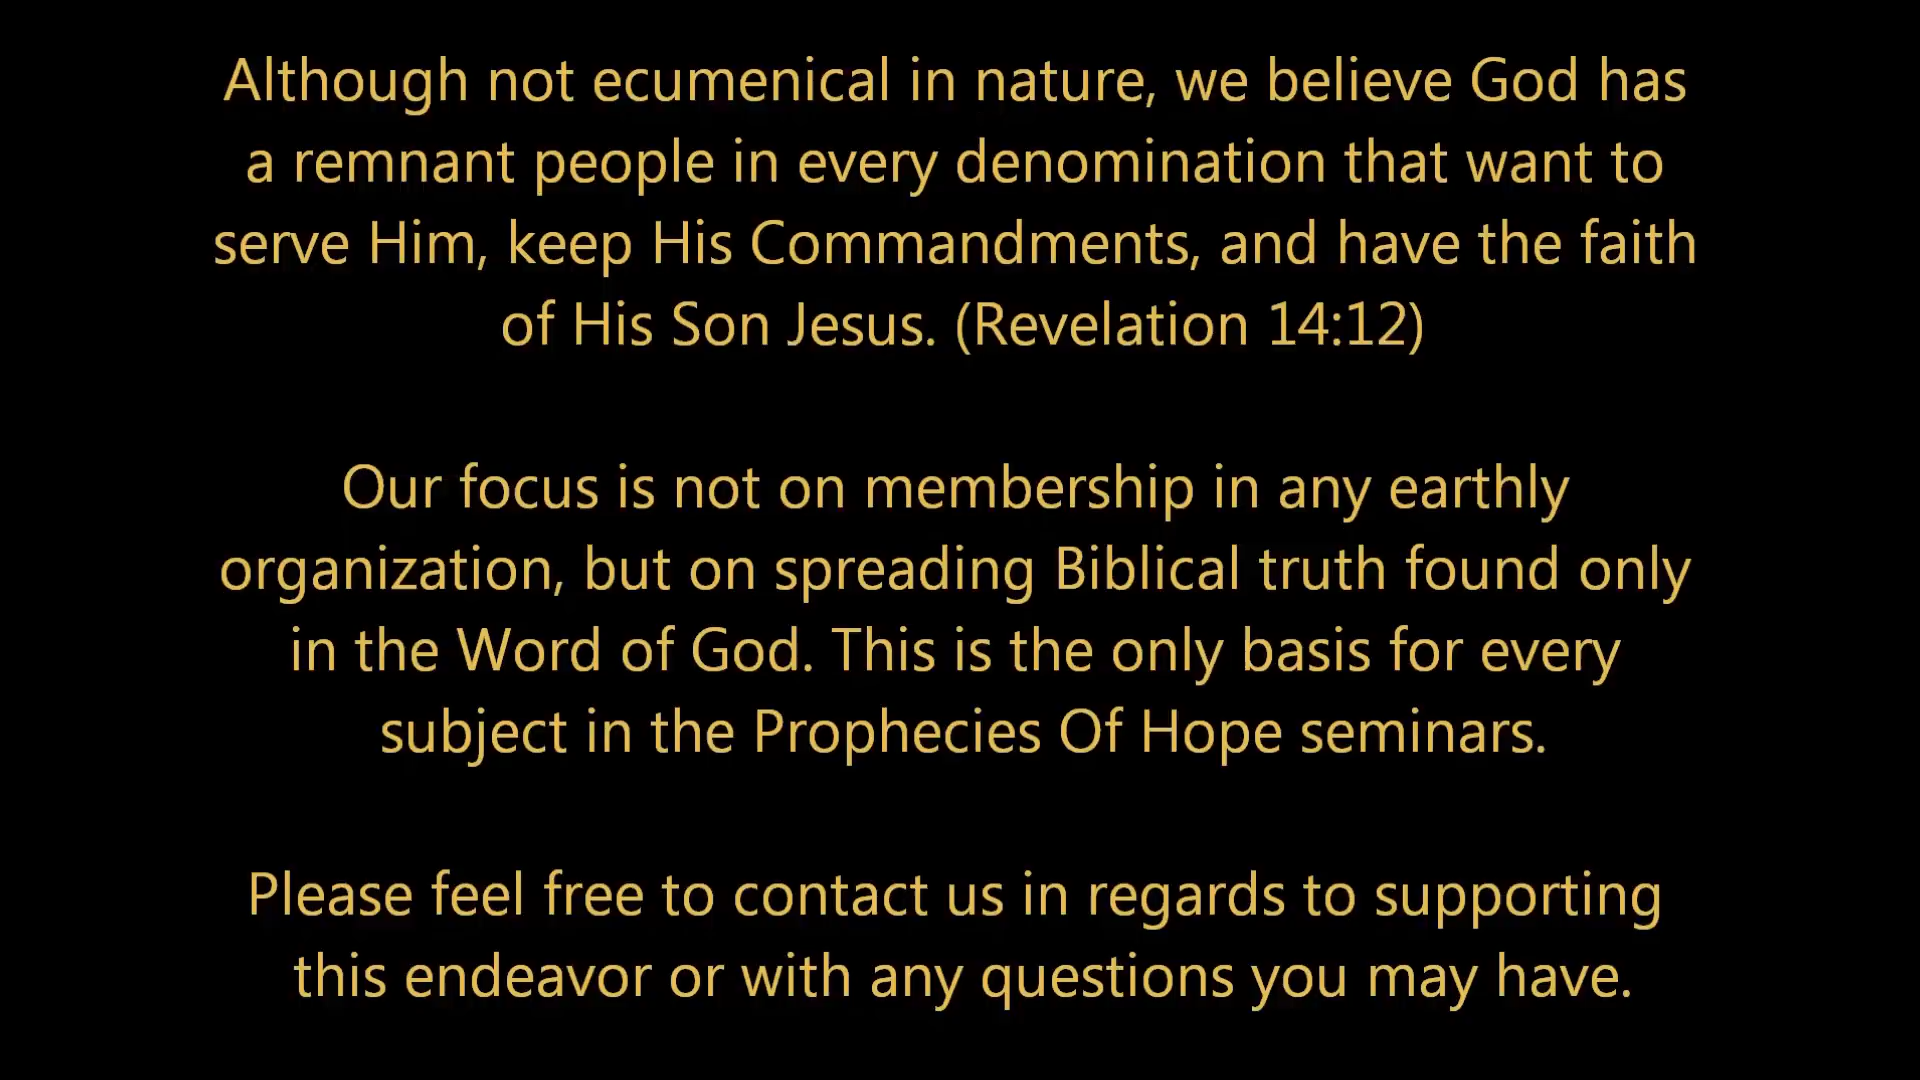 Although not ecumenical in nature, we believe God has
a remnant people in every denomination that want to
serve Him, keep His Commandments, and have the faith
of His Son Jesus. (Revelation 14:12)
Our focus is not on membership in any earthly
organization, but on spreading Biblical truth found only
in the Word of God. This is the only basis for every
subject in the Prophecies Of Hope seminars.
Please feel free to contact us in regards to supporting
this endeavor or with any questions you may have.